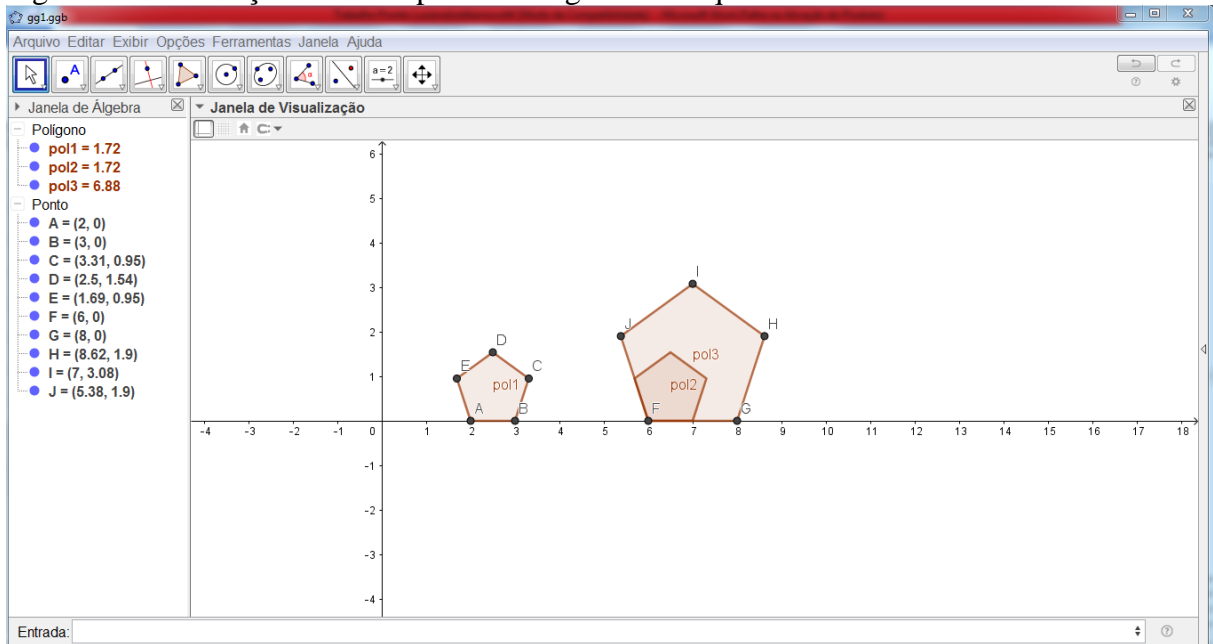 gg1.ggb
Arquivo Editar Exibir Opções Ferramentas Janela Ajuda
A
a=2
Janela de Álgebra
Janela de Visualização
Polígono
pol1 = 1.72
pol2 = 1.72
pol3 = 6.88
Ponto
A = (2, 0)
B = (3, 0)
C = (3.31, 0.95)
D = (2.5, 1.54)
E = (1.69, 0.95)
F = (6, 0)
G = (8, 0)
H = (8.62, 1.9)
I = (7, 3.08)
J = (5.38, 1.9)
6
5
4
3
2
1
-4 -3 -2 -1 0 1 2 3 4 5 6 7 8 9 10 11 12 13 14 15 16 17 18
-1
-2
-3
-4
I
J
H
D
E
C
pol3
pol1
pol2
A
B
F
G
Entrada: